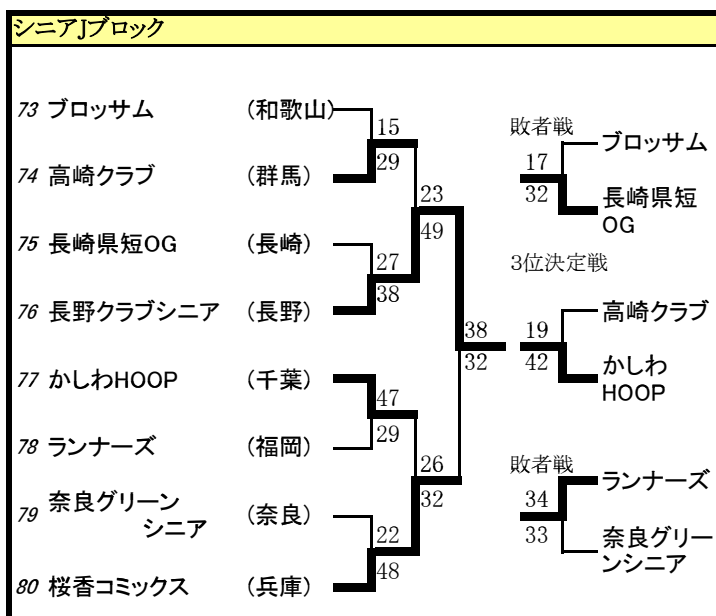 シニアJブロック
73 ブロッサム (和歌山)
74 高崎クラブ (群馬)
15
29
75 長崎県短OG (長崎)
76 長野クラブシニア (長野)
27
38
23
49
77 かしわHOOP (千葉)
78 ランナーズ (福岡)
47
29
79 奈良グリーン
シニア (奈良)
80 桜香コミックス (兵庫)
22
48
26
32
38
32
敗者戦
17
32
ブロッサム
長崎県短
OG
3位決定戦
19
42
高崎クラブ
かしわ
HOOP
敗者戦
34
33
ランナーズ
奈良グリー
ンシニア